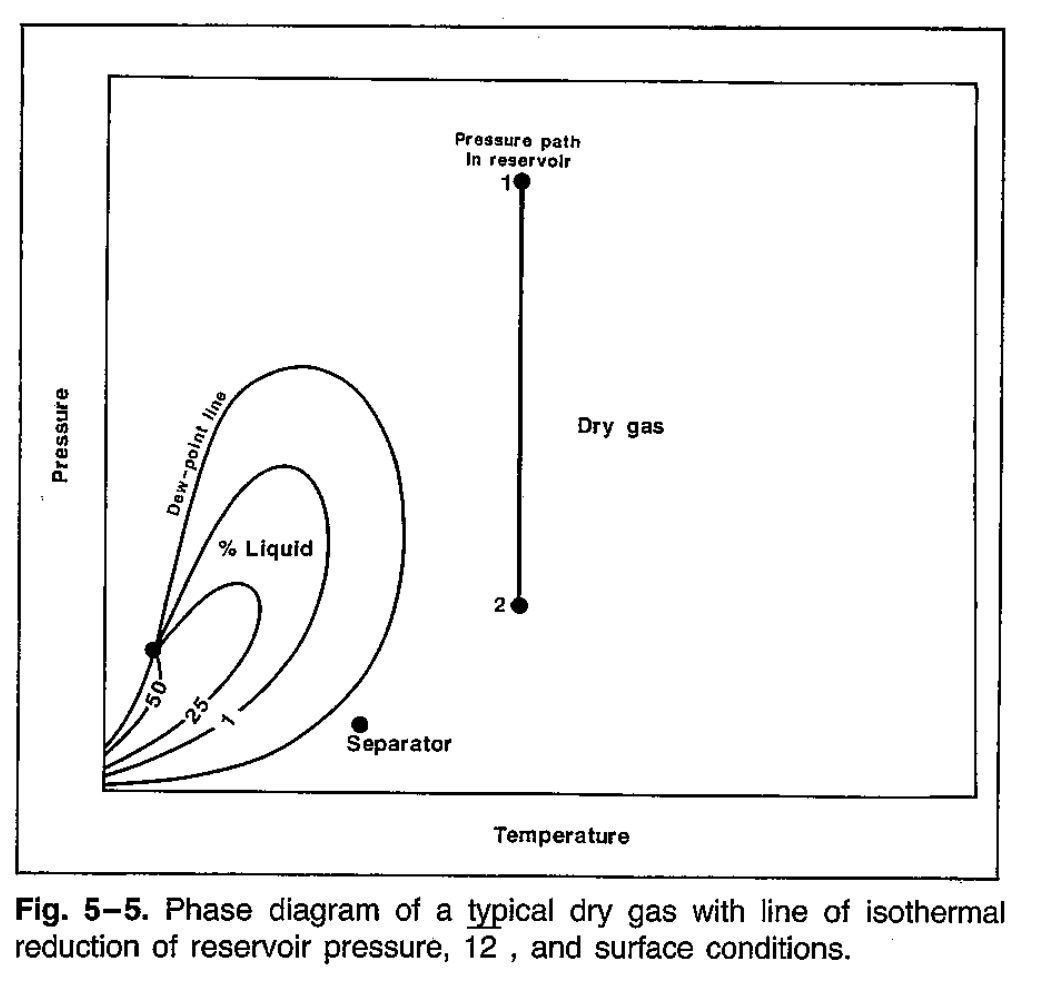 Pressure path
In reservoir
1
Dew-point line
Pressure
Dry gas
% Liquid
2
50
25
1
Separator
Temperature
Fig. 5–5. Phase diagram of a typical dry gas with line of isothermal
reduction of reservoir pressure, 12 , and surface conditions.